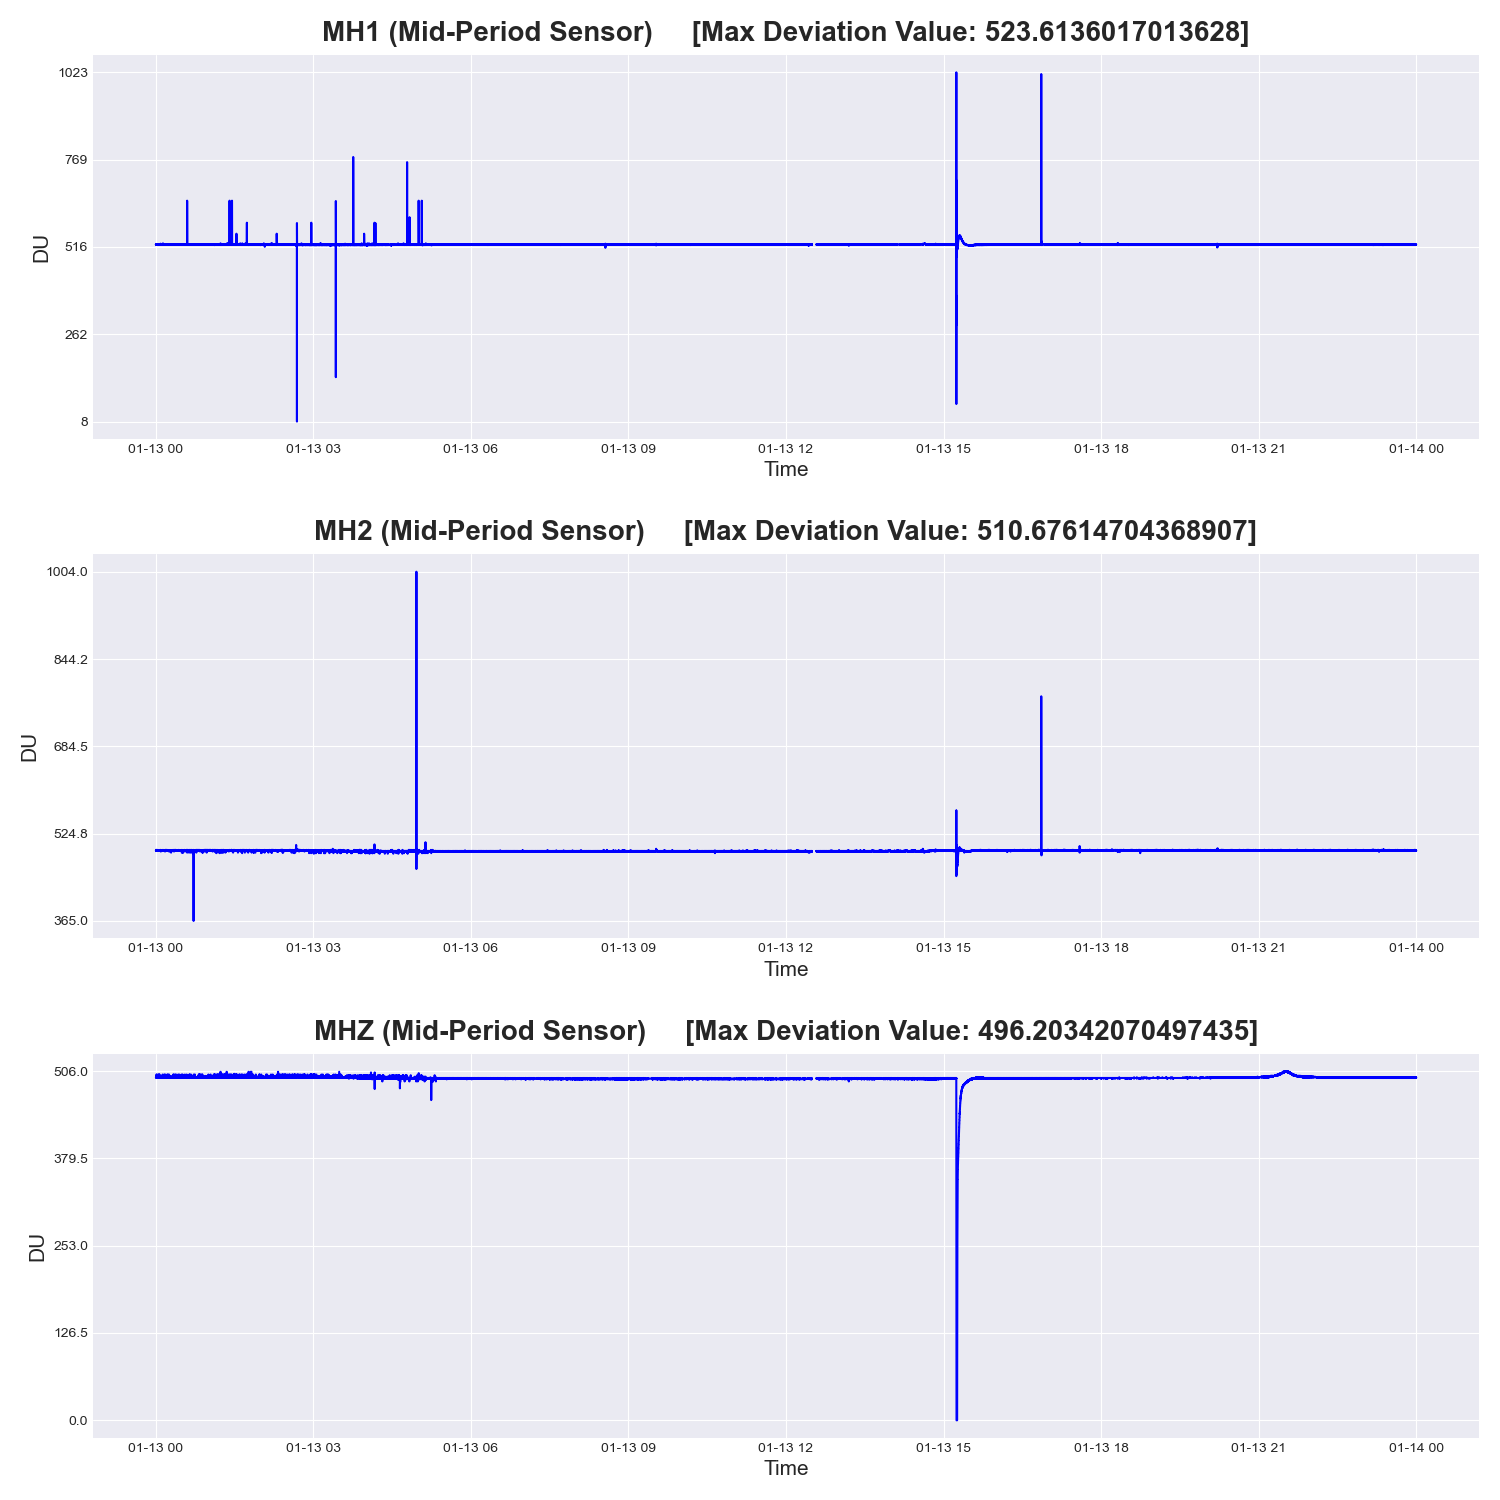 MH1 (Mid-Period Sensor) [Max Deviation Value: 523.6136017013628]
1023
769
516
262
8
DU
01-13 00 01-13 03 01-13 06 01-13 09 01-13 12 01-13 15 01-13 18 01-13 21 01-14 00
Time
MH2 (Mid-Period Sensor) [Max Deviation Value: 510.67614704368907]
1004.0
844.2
684.5
524.8
365.0
DU
01-13 00 01-13 03 01-13 06 01-13 09 01-13 12 01-13 15 01-13 18 01-13 21 01-14 00
Time
MHZ (Mid-Period Sensor) [Max Deviation Value: 496.20342070497435]
506.0
379.5
253.0
126.5
0.0
DU
01-13 00 01-13 03 01-13 06 01-13 09 01-13 12 01-13 15 01-13 18 01-13 21 01-14 00
Time